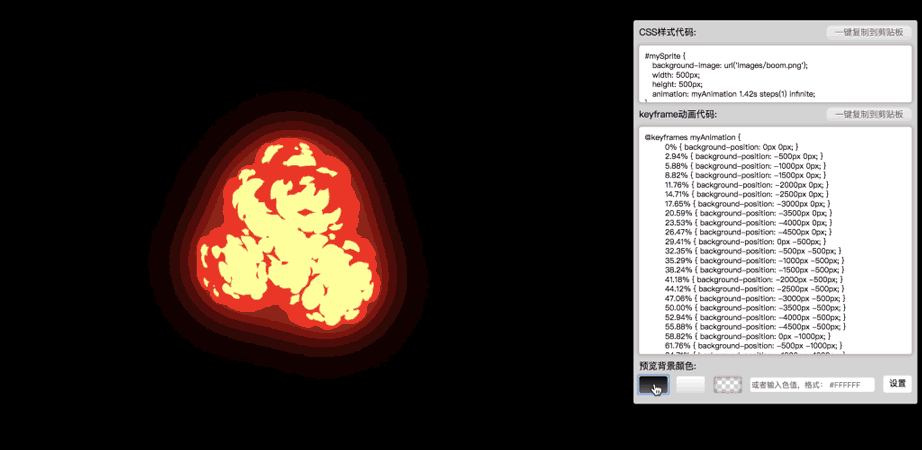 CSS样式代码:
一键复制到剪贴板
#mySprite {
background-image: url('images/boom.png');
width: 500px;
height: 500px;
animation: myAnimation 1.42s steps(1) infinite;
keyframe动画代码:
一键复制到剪贴板
@keyframes myAnimation {
0% { background-position: 0px 0px; }
2.94% { background-position: -500px 0px; }
5.88% { background-position: -1000px 0px; }
8.82% { background-position: -1500px 0px; }
11.76% { background-position: -2000px 0px; }
14.71% { background-position: -2500px 0px; }
17.65% { background-position: -3000px 0px; }
20.59% { background-position: -3500px 0px; }
23.53% { background-position: -4000px 0px; }
26.47% { background-position: -4500px 0px; }
29.41% { background-position: 0px -500px; }
32.35% { background-position: -500px -500px; }
35.29% { background-position: -1000px -500px; }
38.24% { background-position: -1500px -500px; }
41.18% { background-position: -2000px -500px; }
44.12% { background-position: -2500px -500px; }
47.06% { background-position: -3000px -500px; }
50.00% { background-position: -3500px -500px; }
52.94% { background-position: -4000px -500px; }
55.88% { background-position: -4500px -500px; }
58.82% { background-position: 0px -1000px; }
61.76% { background-position: -500px -1000px; }
预览背景颜色:
或者输入色值，格式: #FFFFFF
设置